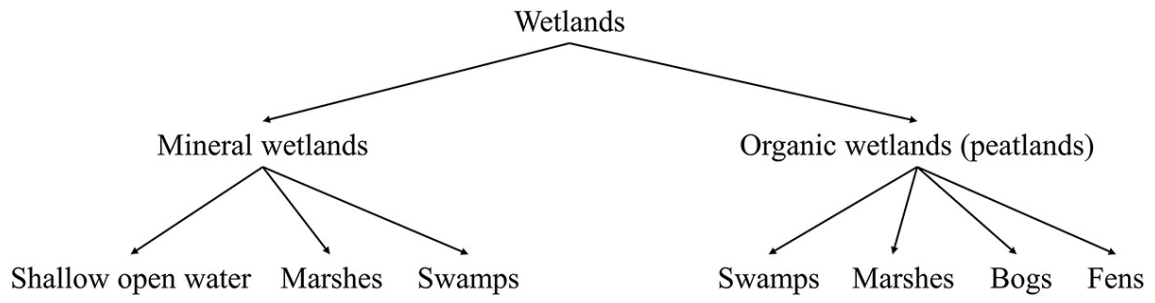 Wetlands
Mineral wetlands
Organic wetlands (peatlands)
Shallow open water
Marshes
Swamps
Swamps
Marshes
Bogs
Fens